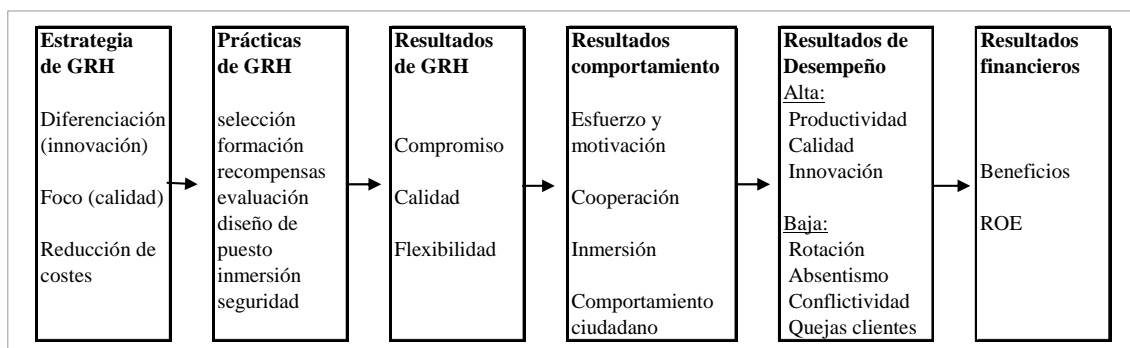 Estrategia
de GRH
Diferenciación
(innovación)
Foco (calidad)
Reducción de
costes
Prácticas
de GRH
selección
formación
recompensas
evaluación
diseño de
puesto
inmersión
seguridad
Resultados
de GRH
Compromiso
Calidad
Flexibilidad
Resultados
comportamiento
Esfuerzo y
motivación
Cooperación
Inmersión
Comportamiento
ciudadano
Resultados de
Desempeño
Alta:
Productividad
Calidad
Innovación
Baja:
Rotación
Absentismo
Conflictividad
Quejas clientes
Resultados
financieros
Beneficios
ROE